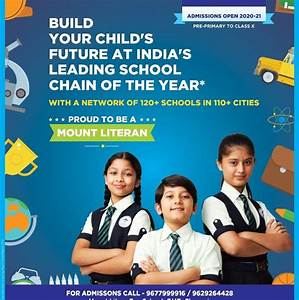 ADMISSIONS OPEN 2020-21
PRE-PRIMARY TO CLASS X
BUILD
YOUR CHILD'S
FUTURE AT INDIA'S
LEADING SCHOOL
CHAIN OF THE YEAR*
WITH A NETWORK OF 120+ SCHOOLS IN 110+ CITIES
PROUD TO BE A
MOUNT LITERAN
FOR ADMISSONS CALL - 9677999916 / 9629264428